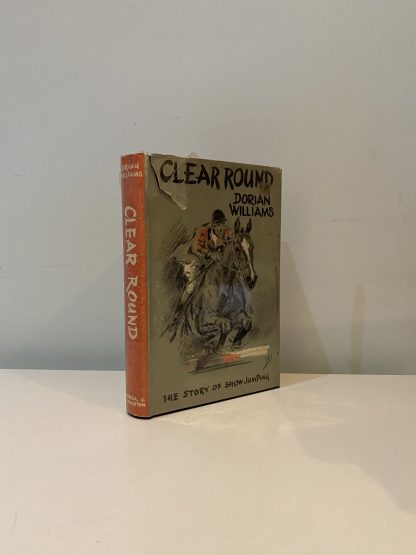 DORIAN
WILLIAMS
CLEAR ROUND
CLEAR ROUND
DORIAN
WILLIAMS
THE STORY OF SHOW JUMPING